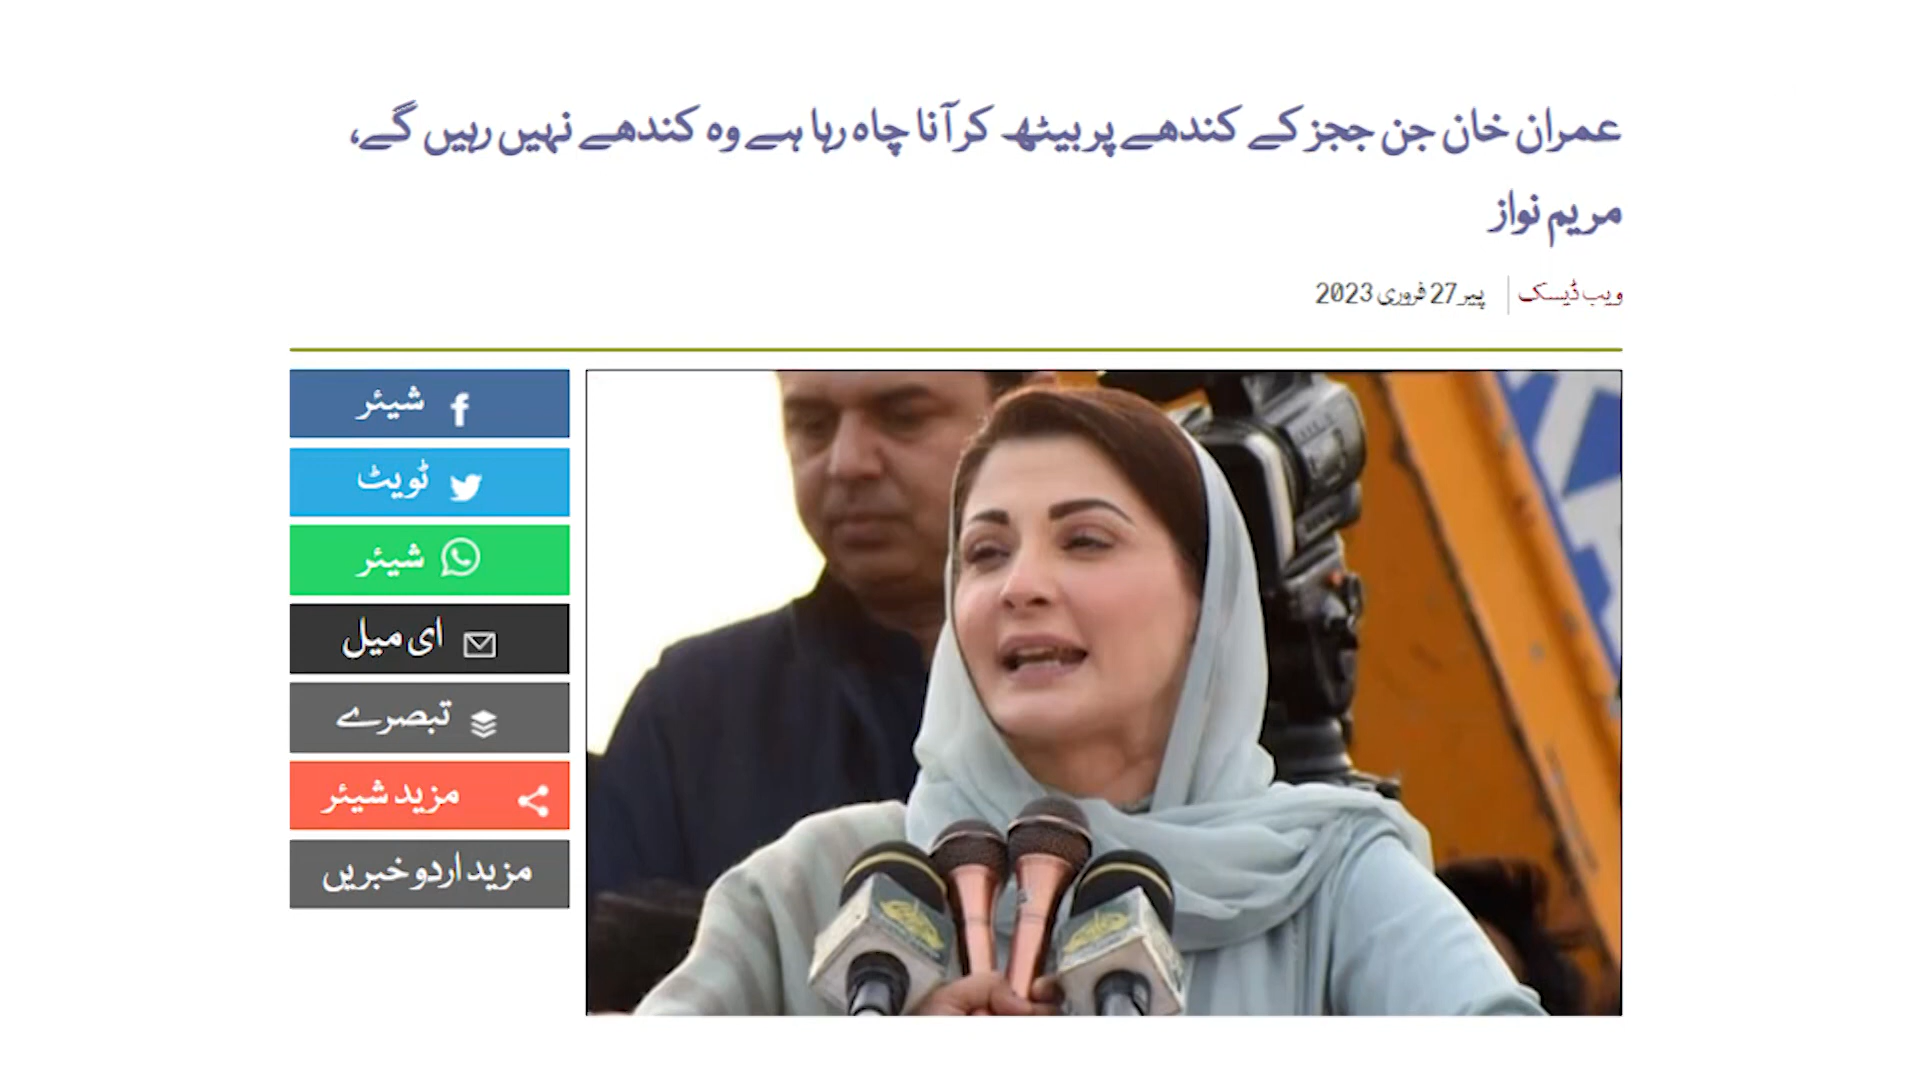 عمران خان جن ججز کے کندھے پر بیٹھ کر آنا چاہ رہا ہے وہ کندھے نہیں رہیں گے،
مریم نواز
ویب ڈیسک
پیر 27 فروری 2023
شیئر
ٹویٹ
شیئر
ای میل
تبصرے
مزید شیئر
مزید اردو خبریں